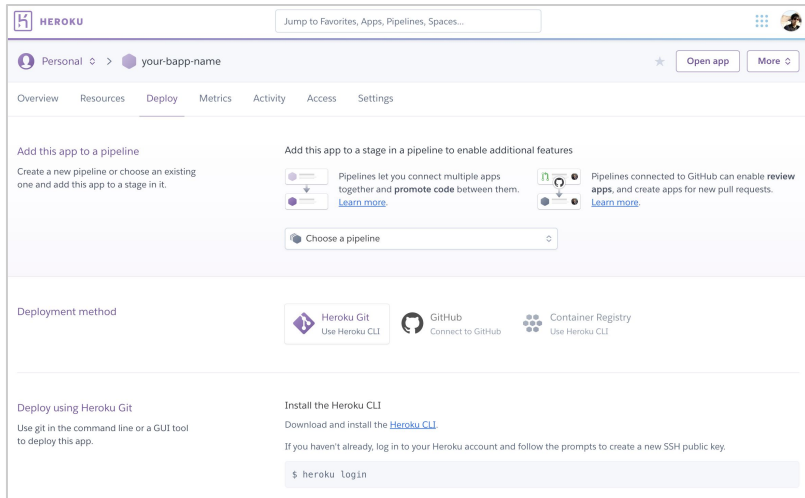 HEROKU
Jump to Favorites, Apps, Pipelines, Spaces...
Personal > your-bapp-name
Open app
More
Overview Resources Deploy Metrics Activity Access Settings
Add this app to a pipeline
Create a new pipeline or choose an existing
one and add this app to a stage in it.
Add this app to a stage in a pipeline to enable additional features
Pipelines let you connect multiple apps
together and promote code between them.
Learn more.
Pipelines connected to GitHub can enable review
apps, and create apps for new pull requests.
Learn more.
Choose a pipeline
Deployment method
Heroku Git
Use Heroku CLI
GitHub
Connect to GitHub
Container Registry
Use Heroku CLI
Deploy using Heroku Git
Use git in the command line or a GUI tool
to deploy this app.
Install the Heroku CLI
Download and install the Heroku CLI.
If you haven't already, log in to your Heroku account and follow the prompts to create a new SSH public key.
$ heroku login